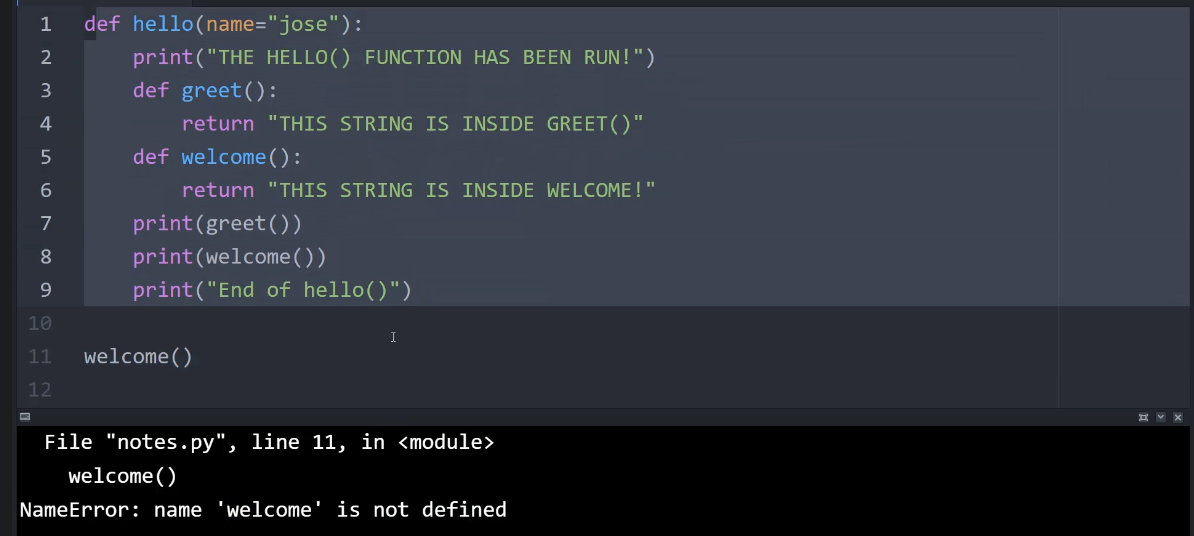 1 def hello(name="jose"):
2     print("THE HELLO() FUNCTION HAS BEEN RUN!")
3     def greet():
4         return "THIS STRING IS INSIDE GREET()"
5     def welcome():
6         return "THIS STRING IS INSIDE WELCOME!"
7     print(greet())
8     print(welcome())
9     print("End of hello()")
10
11 welcome()
12
  File "notes.py", line 11, in <module>
    welcome()
NameError: name 'welcome' is not defined